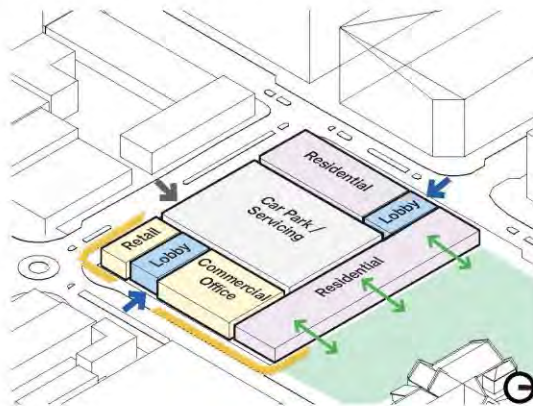 Residential
Lobby
Car Park /
Servicing
Retail
Lobby
Commercial
Office
Residential